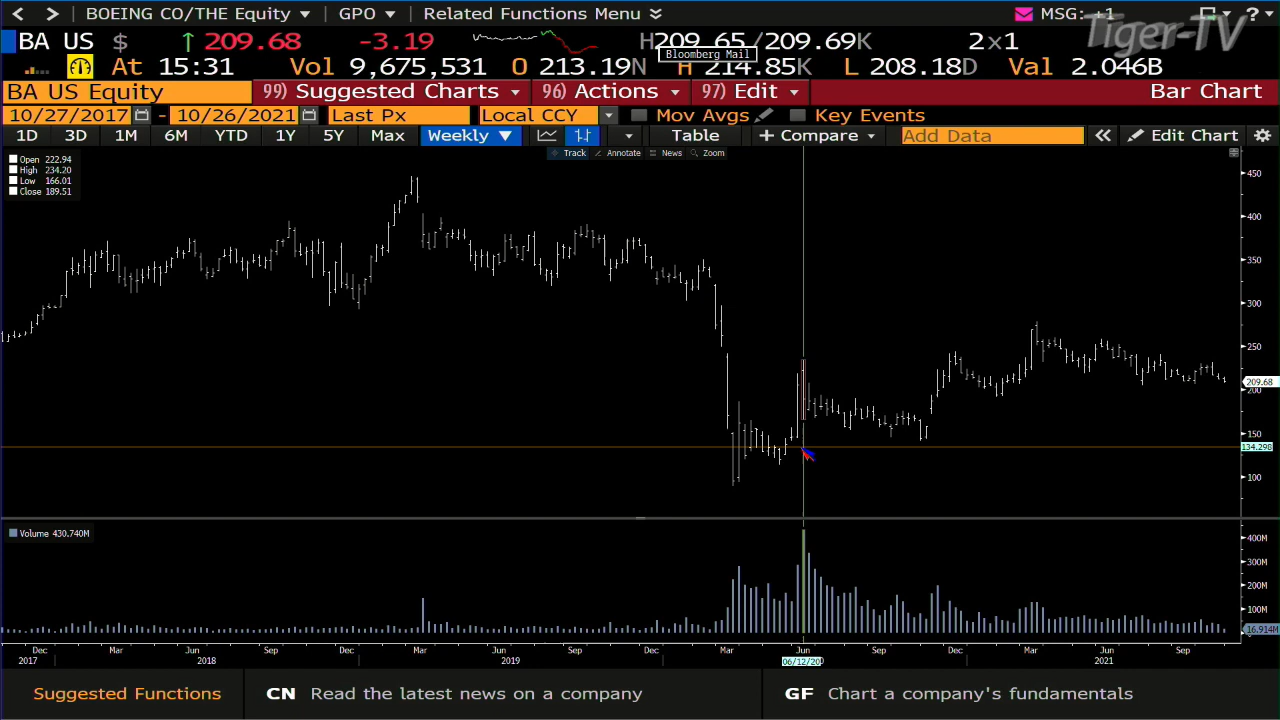 BOEING CO/THE Equity GPO Related Functions Menu MSG: +1 ?
BA US $ ↑ 209.68 -3.19 H209.65/209.69K 2×1 Tiger-TV
Bloomberg Mail
At 15:31 Vol 9,675,531 O 213.19N H 214.85K L 208.18D Val 2.046B
BA US Equity 99) Suggested Charts 96) Actions 97) Edit Bar Chart
10/27/2017 - 10/26/2021 Last Px Local CCY Mov Avgs Key Events
1D 3D 1M 6M YTD 1Y 5Y Max Weekly ▼ Table + Compare Add Data « Edit Chart
Track Annotate News Zoom
Open 222.94
High 234.20
Low 166.01
Close 189.51
450
400
350
300
250
209.68
200
150
134.298
100
Volume 430.740M
400M
300M
200M
100M
16.914M
Dec Mar Jun Sep Dec Mar Jun Sep Dec Mar Jun Sep Dec Mar Jun Sep
2017 2018 2019 06/12/20 2021
Suggested Functions CN Read the latest news on a company GF Chart a company's fundamentals